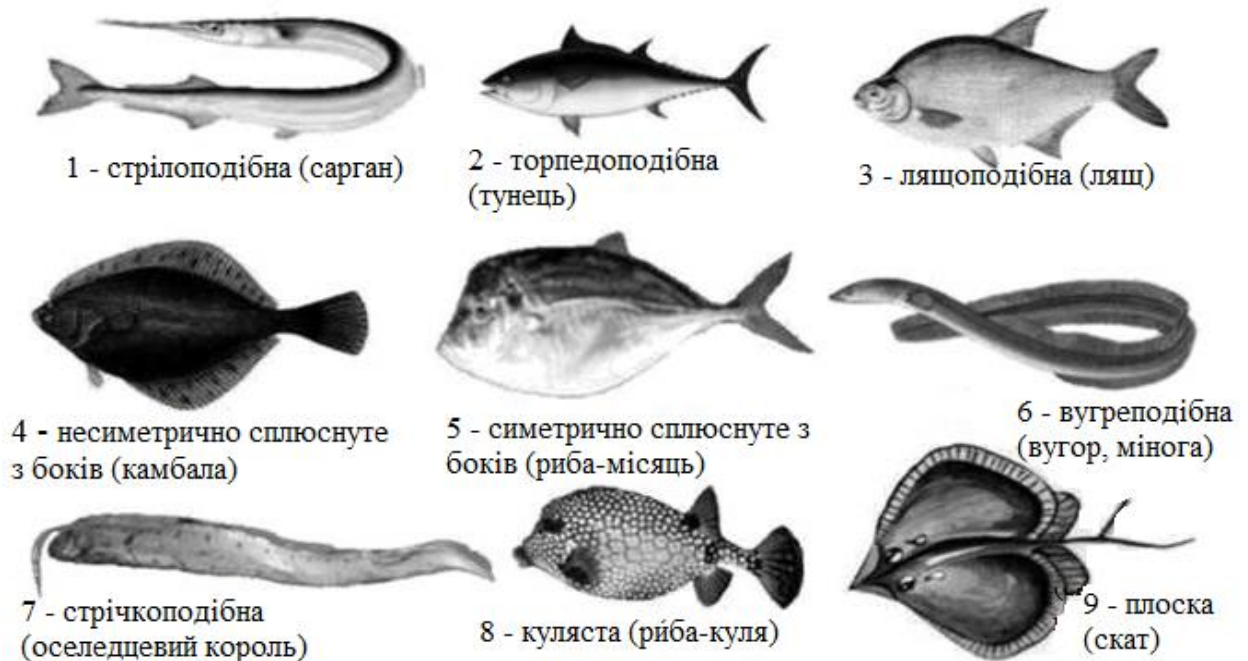 1 - стрілоподібна (сарган)
2 - торпедоподібна
(тунець)
3 - лящоподібна (лящ)
4 - несиметрично сплюснуте
з боків (камбала)
5 - симетрично сплюснуте з
боків (риба-місяць)
6 - вугреподібна
(вугор, мінога)
7 - стрічкоподібна
(оселедцевий король)
8 - куляста (ри́ба-куля)
9 - плоска
(скат)